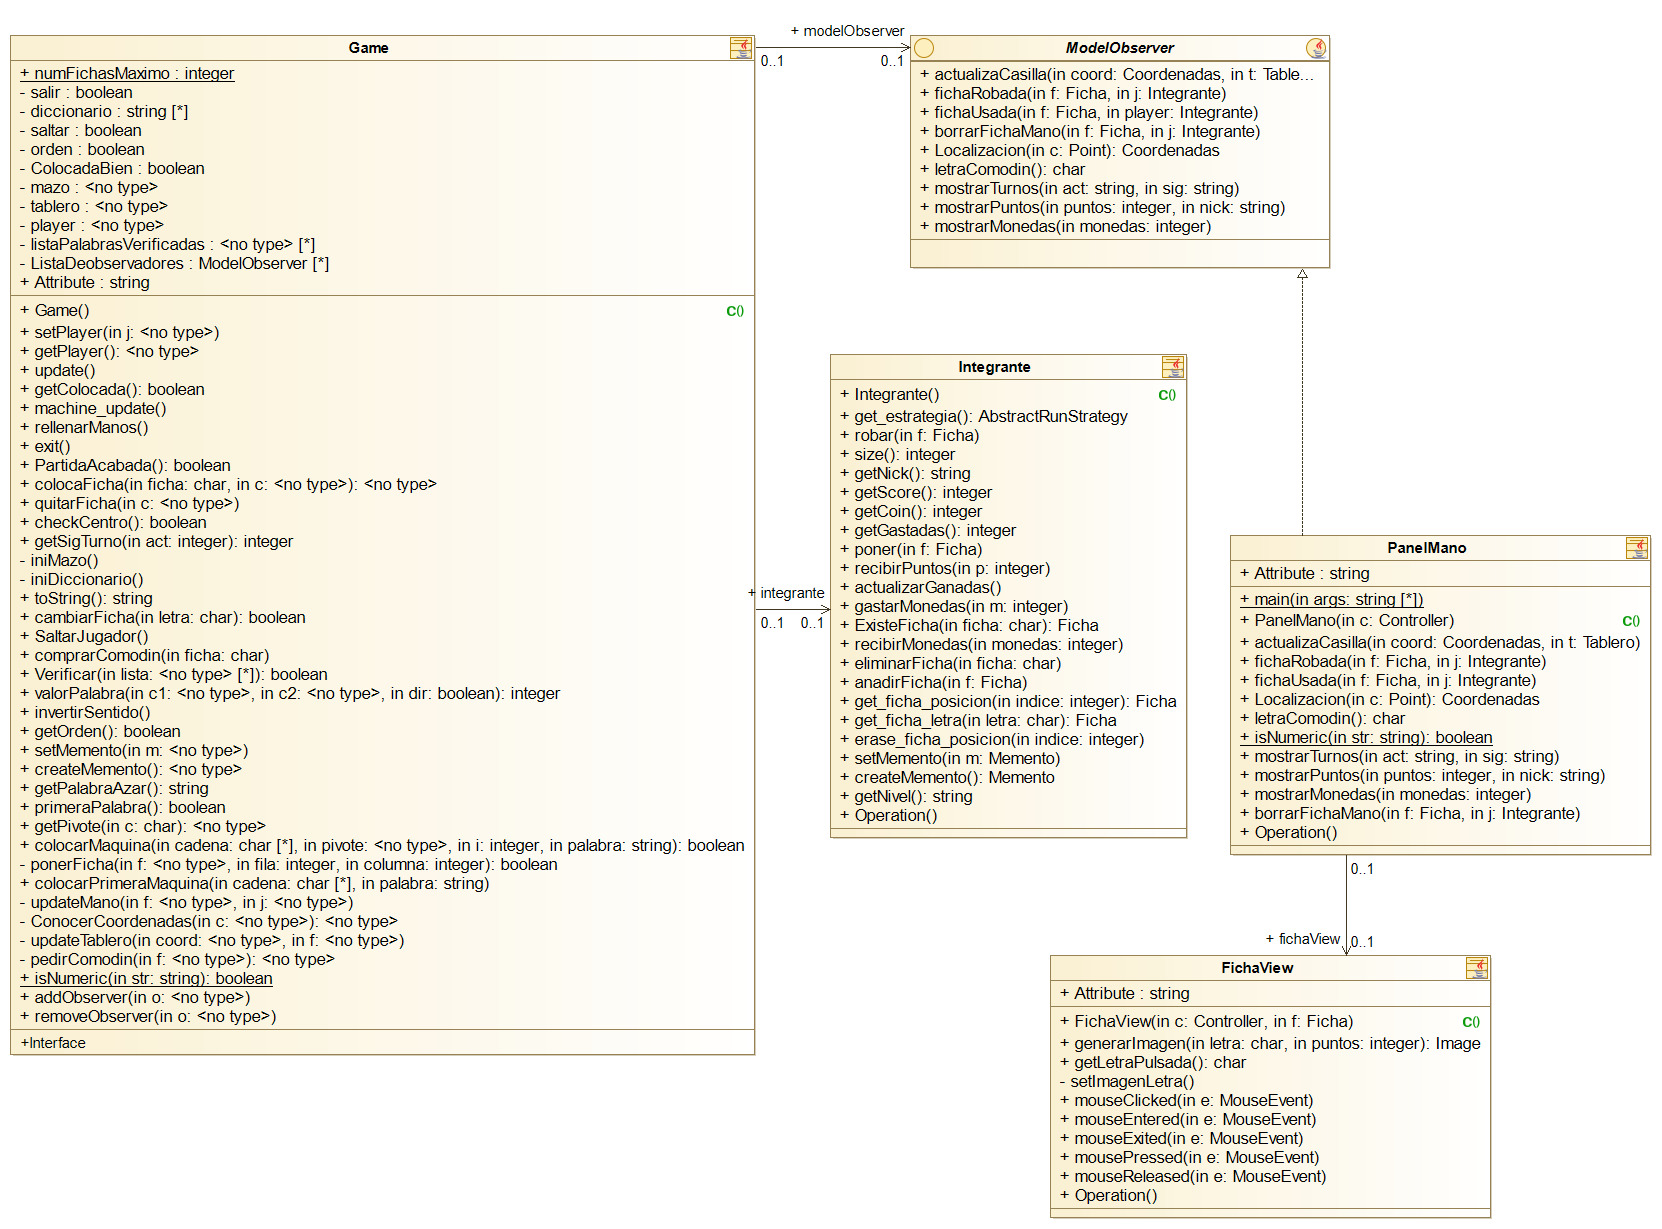 Game
+ numFichasMaximo : integer
- salir : boolean
- diccionario : string [*]
- saltar : boolean
- orden : boolean
- ColocadaBien : boolean
- mazo : <no type>
- tablero : <no type>
- player : <no type>
- listaPalabrasVerificadas : <no type> [*]
- ListaDeobservadores : ModelObserver [*]
+ Attribute : string
+ Game()
C()
+ setPlayer(in j: <no type>)
+ getPlayer(): <no type>
+ update()
+ getColocada(): boolean
+ machine_update()
+ rellenarManos()
+ exit()
+ PartidaAcabada(): boolean
+ colocaFicha(in ficha: char, in c: <no type>): <no type>
+ quitarFicha(in c: <no type>)
+ checkCentro(): boolean
+ getSigTurno(in act: integer): integer
- iniMazo()
- iniDiccionario()
+ toString(): string
+ cambiarFicha(in letra: char): boolean
+ SaltarJugador()
+ comprarComodin(in ficha: char)
+ Verificar(in lista: <no type> [*]): boolean
+ valorPalabra(in c1: <no type>, in c2: <no type>, in dir: boolean): integer
+ invertirSentido()
+ getOrden(): boolean
+ setMemento(in m: <no type>)
+ createMemento(): <no type>
+ getPalabraAzar(): string
+ primeraPalabra(): boolean
+ getPivote(in c: char): <no type>
+ colocarMaquina(in cadena: char [*], in pivote: <no type>, in i: integer, in palabra: string): boolean
- ponerFicha(in f: <no type>, in fila: integer, in columna: integer): boolean
+ colocarPrimeraMaquina(in cadena: char [*], in palabra: string)
- updateMano(in f: <no type>, in j: <no type>)
- ConocerCoordenadas(in c: <no type>): <no type>
- updateTablero(in coord: <no type>, in f: <no type>)
- pedirComodin(in f: <no type>): <no type>
+ isNumeric(in str: string): boolean
+ addObserver(in o: <no type>)
+ removeObserver(in o: <no type>)
+Interface
+ modelObserver
0..1
0..1
ModelObserver
+ actualizaCasilla(in coord: Coordenadas, in t: Table...
+ fichaRobada(in f: Ficha, in j: Integrante)
+ fichaUsada(in f: Ficha, in player: Integrante)
+ borrarFichaMano(in f: Ficha, in j: Integrante)
+ Localizacion(in c: Point): Coordenadas
+ letraComodin(): char
+ mostrarTurnos(in act: string, in sig: string)
+ mostrarPuntos(in puntos: integer, in nick: string)
+ mostrarMonedas(in monedas: integer)
+ integrante
0..1
0..1
Integrante
+ Integrante()
C()
+ get_estrategia(): AbstractRunStrategy
+ robar(in f: Ficha)
+ size(): integer
+ getNick(): string
+ getScore(): integer
+ getCoin(): integer
+ getGastadas(): integer
+ poner(in f: Ficha)
+ recibirPuntos(in p: integer)
+ actualizarGanadas()
+ gastarMonedas(in m: integer)
+ ExisteFicha(in ficha: char): Ficha
+ recibirMonedas(in monedas: integer)
+ eliminarFicha(in ficha: char)
+ anadirFicha(in f: Ficha)
+ get_ficha_posicion(in indice: integer): Ficha
+ get_ficha_letra(in letra: char): Ficha
+ erase_ficha_posicion(in indice: integer)
+ setMemento(in m: Memento)
+ createMemento(): Memento
+ getNivel(): string
+ Operation()
PanelMano
+ Attribute : string
+ main(in args: string [*])
+ PanelMano(in c: Controller)
C()
+ actualizaCasilla(in coord: Coordenadas, in t: Tablero)
+ fichaRobada(in f: Ficha, in j: Integrante)
+ fichaUsada(in f: Ficha, in j: Integrante)
+ Localizacion(in c: Point): Coordenadas
+ letraComodin(): char
+ isNumeric(in str: string): boolean
+ mostrarTurnos(in act: string, in sig: string)
+ mostrarPuntos(in puntos: integer, in nick: string)
+ mostrarMonedas(in monedas: integer)
+ borrarFichaMano(in f: Ficha, in j: Integrante)
+ Operation()
0..1
+ fichaView
0..1
FichaView
+ Attribute : string
+ FichaView(in c: Controller, in f: Ficha)
C()
+ generarImagen(in letra: char, in puntos: integer): Image
+ getLetraPulsada(): char
- setImagenLetra()
+ mouseClicked(in e: MouseEvent)
+ mouseEntered(in e: MouseEvent)
+ mouseExited(in e: MouseEvent)
+ mousePressed(in e: MouseEvent)
+ mouseReleased(in e: MouseEvent)
+ Operation()